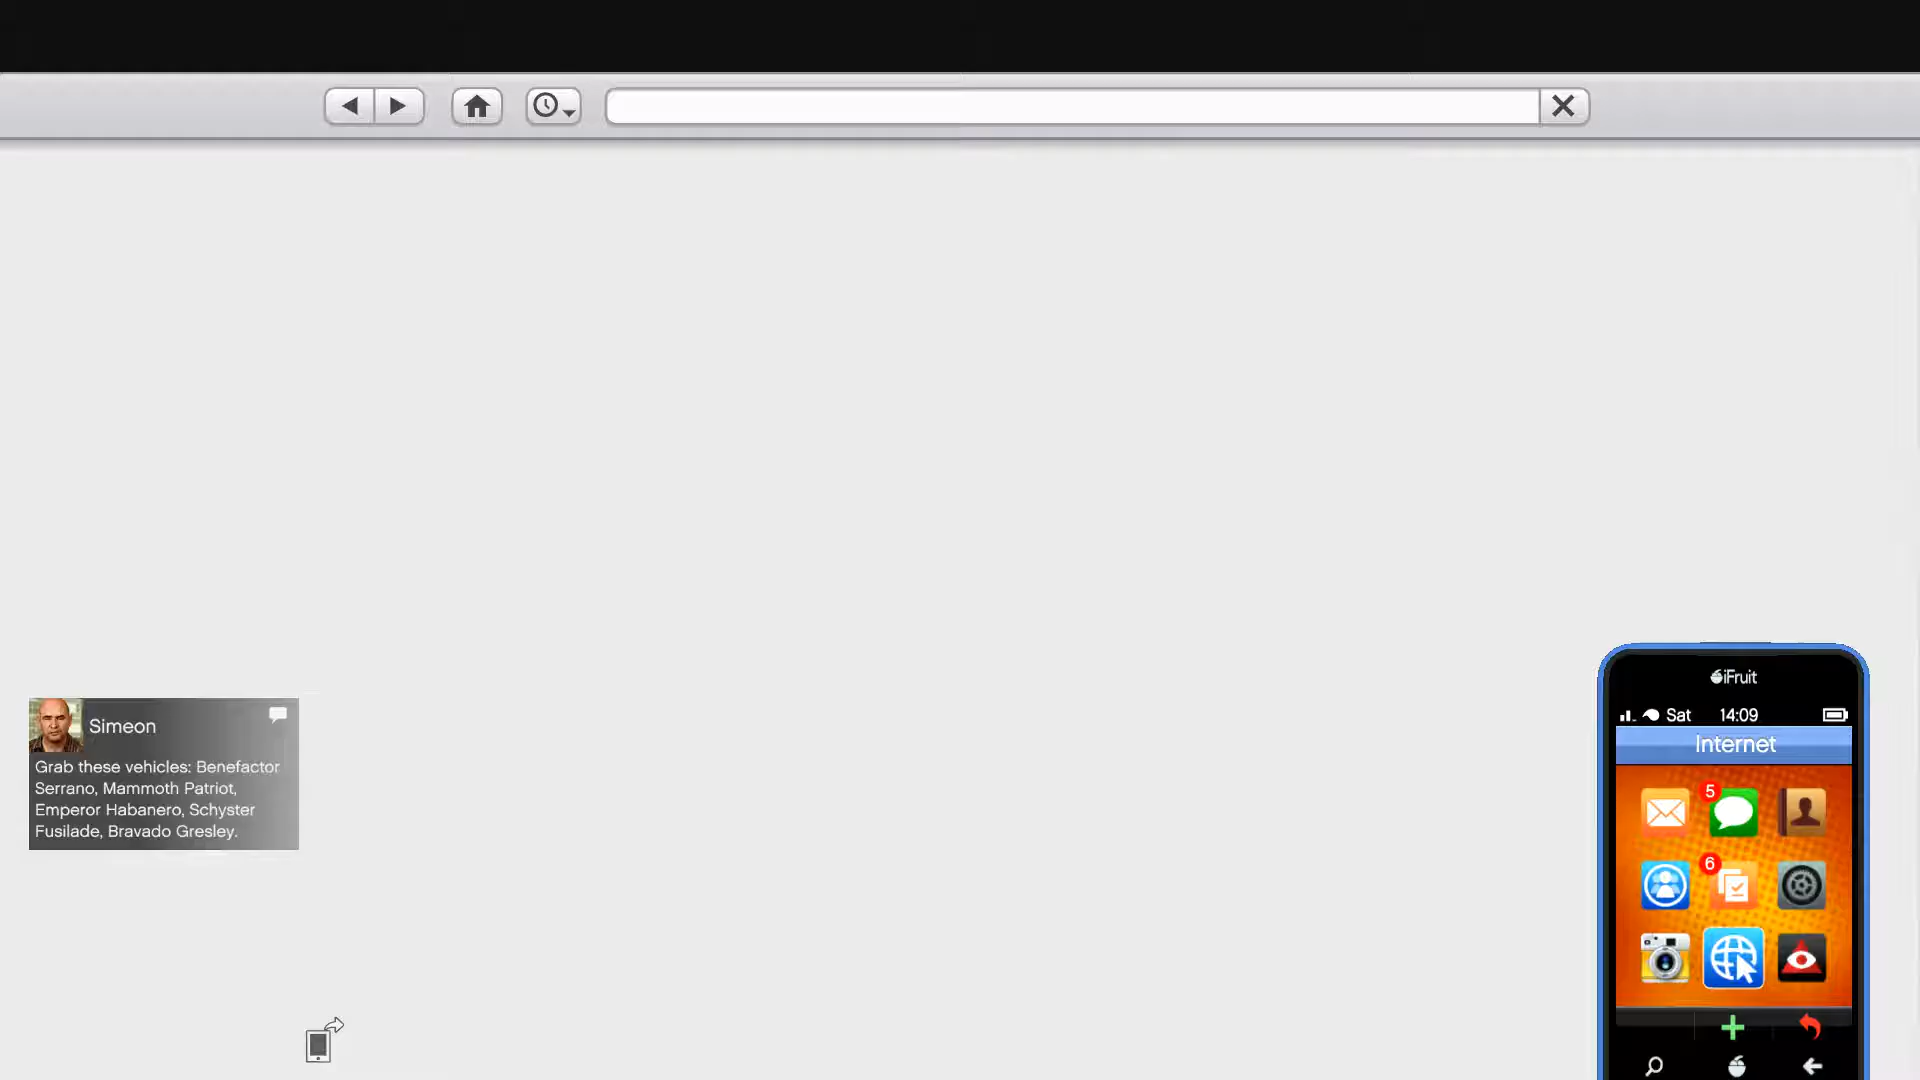 Simeon
Grab these vehicles: Benefactor
Serrano, Mammoth Patriot,
Emperor Habanero, Schyster
Fusilade, Bravado Gresley.
iFruit
Sat 14:09
Internet
5
6